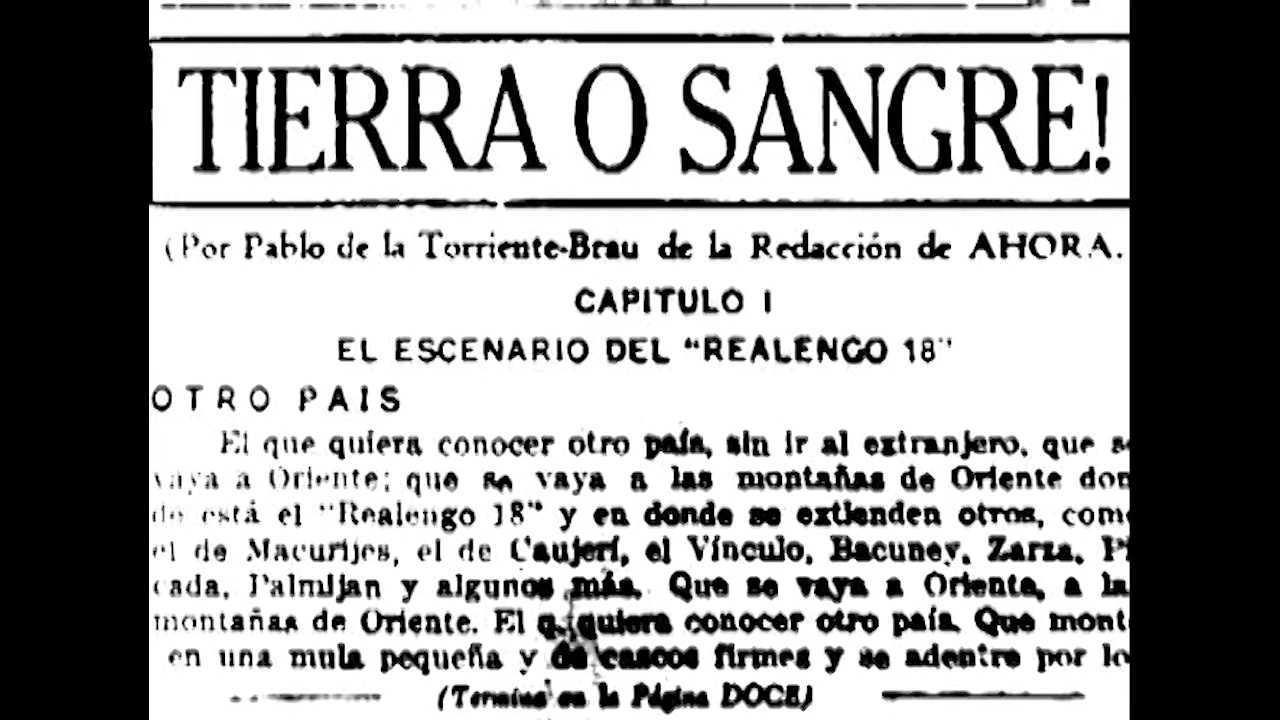 TIERRA O SANGRE!
(Por Pablo de la Torriente-Brau de la Redacción de AHORA.
CAPITULO I
EL ESCENARIO DEL "REALENGO 18"
OTRO PAIS
El que quiera conocer otro país, sin ir al extranjero, que se
vaya a Oriente; que se vaya a las montañas de Oriente don
de está el "Realengo 18" y en donde se extienden otros, como
el de Macurijes, el de Caujerí, el Vínculo, Bacuney, Zarza, Pi
cada, Palmijan y algunos más. Que se vaya a Oriente, a la
montañas de Oriente. El q. quiera conocer otro país. Que mont
en una mula pequeña y de cascos firmes y se adentre por lo
(Termina en la Página DOCE)